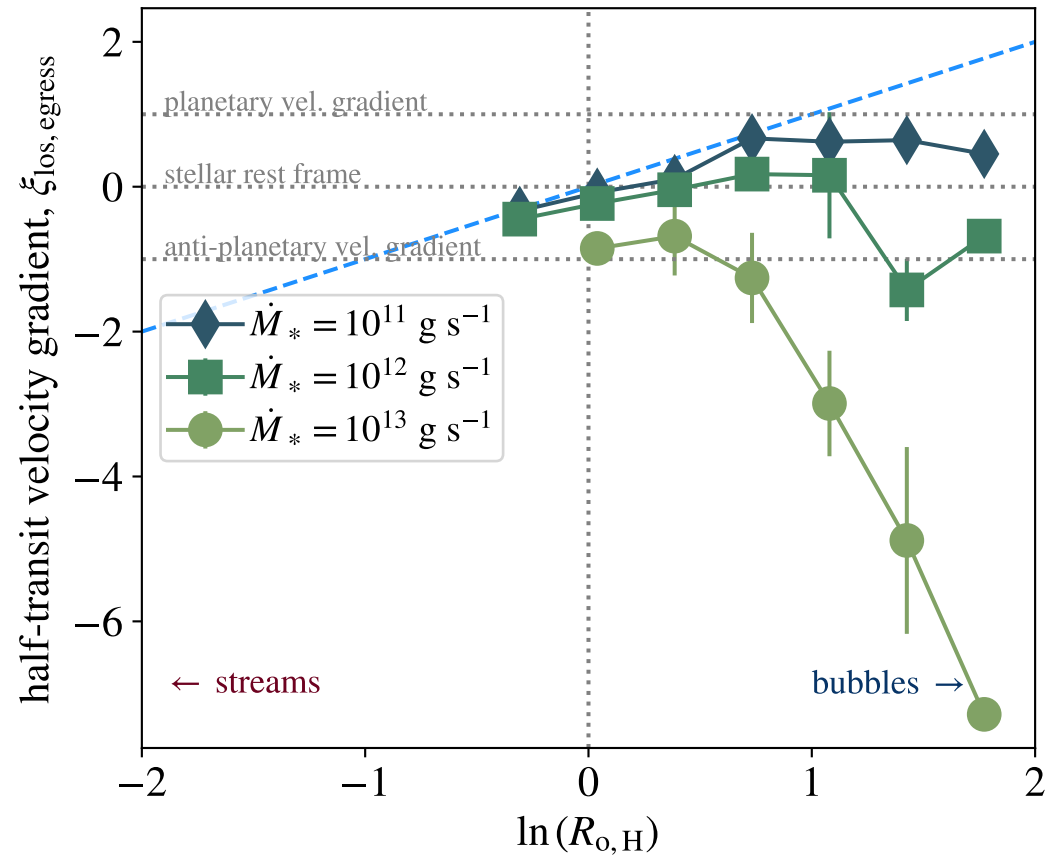 2
0
−2
−4
−6
half-transit velocity gradient, ξlos,egress
planetary vel. gradient
stellar rest frame
anti-planetary vel. gradient
Ṁ* = 10¹¹ g s⁻¹
Ṁ* = 10¹² g s⁻¹
Ṁ* = 10¹³ g s⁻¹
← streams
bubbles →
−2 −1 0 1 2
ln (Ro,H)